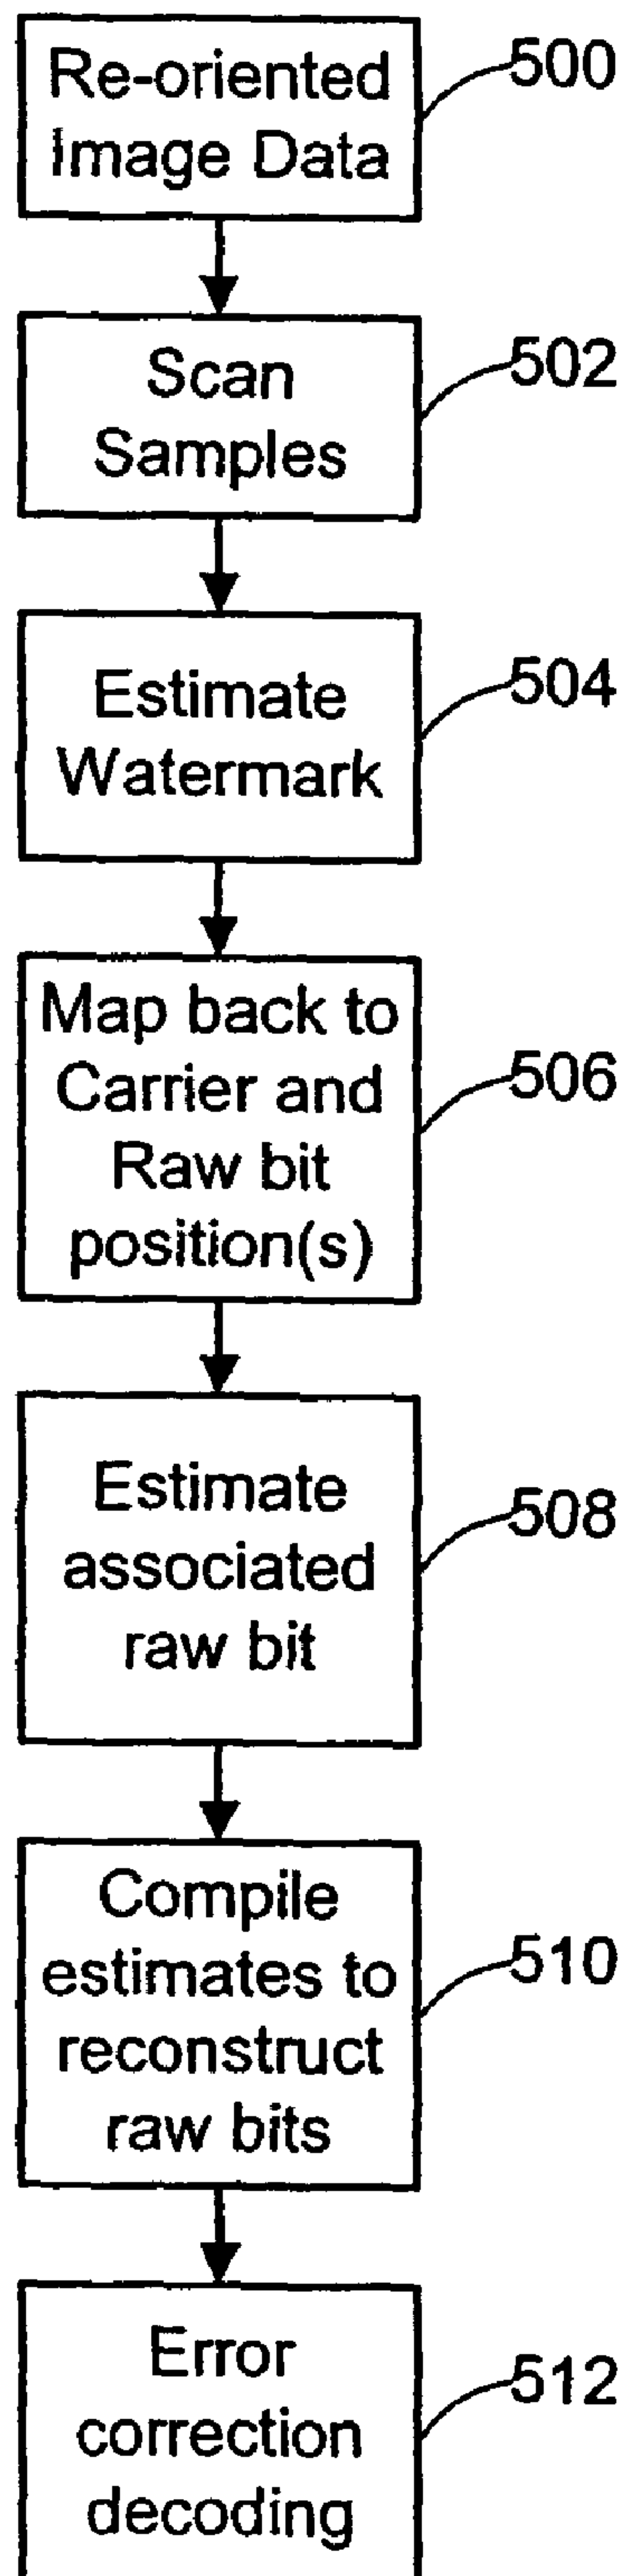 Re-oriented
Image Data
500
Scan
Samples
502
Estimate
Watermark
504
Map back to
Carrier and
Raw bit
position(s)
506
Estimate
associated
raw bit
508
Compile
estimates to
reconstruct
raw bits
510
Error
correction
decoding
512